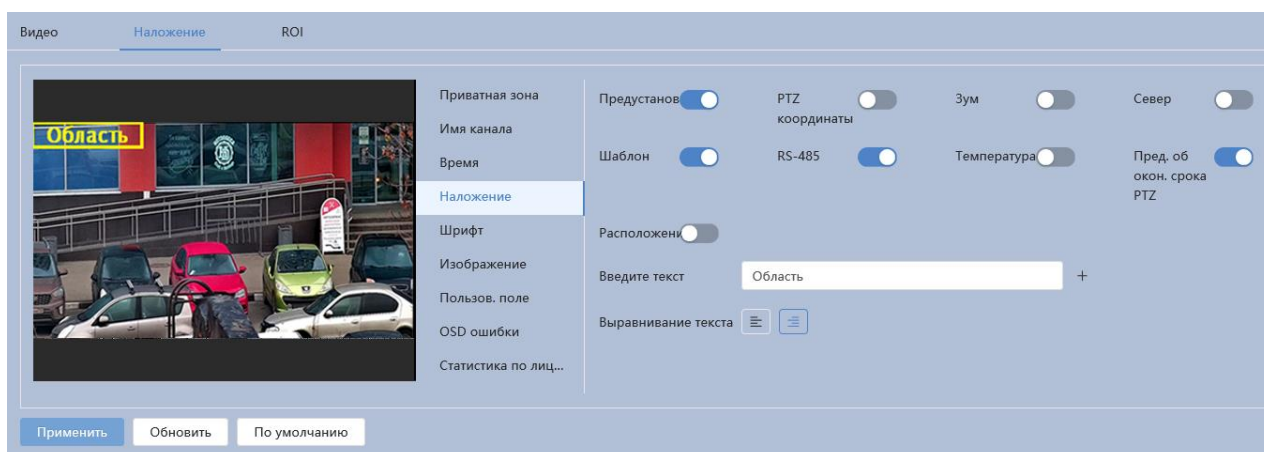 Видео Наложение ROI
Область
Приватная зона
Имя канала
Время
Наложение
Шрифт
Изображение
Пользов. поле
OSD ошибки
Статистика по лиц...
Предустанов PTZ Зум Север
координаты
Шаблон RS-485 Температура Пред. об
окон. срока
PTZ
Расположени
Введите текст Область +
Выравнивание текста
Применить Обновить По умолчанию